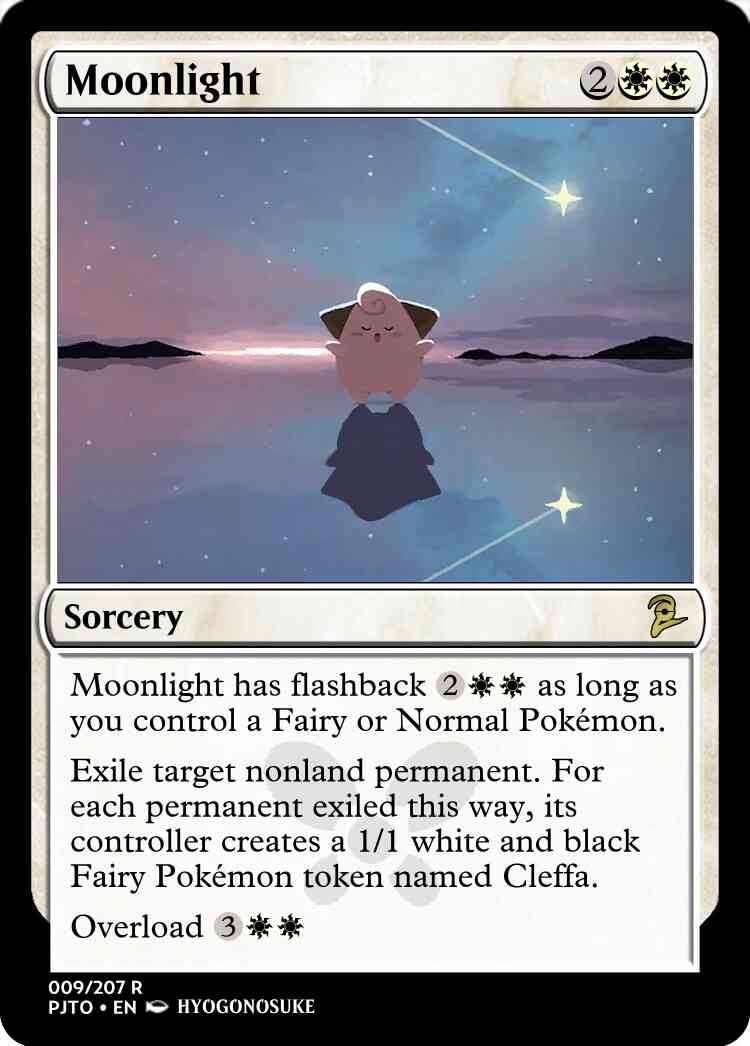 Moonlight 2
Sorcery
Moonlight has flashback 2 as long as
you control a Fairy or Normal Pokémon.
Exile target nonland permanent. For
each permanent exiled this way, its
controller creates a 1/1 white and black
Fairy Pokémon token named Cleffa.
Overload 3
009/207 R
PJTO • EN HYOGONOSUKE